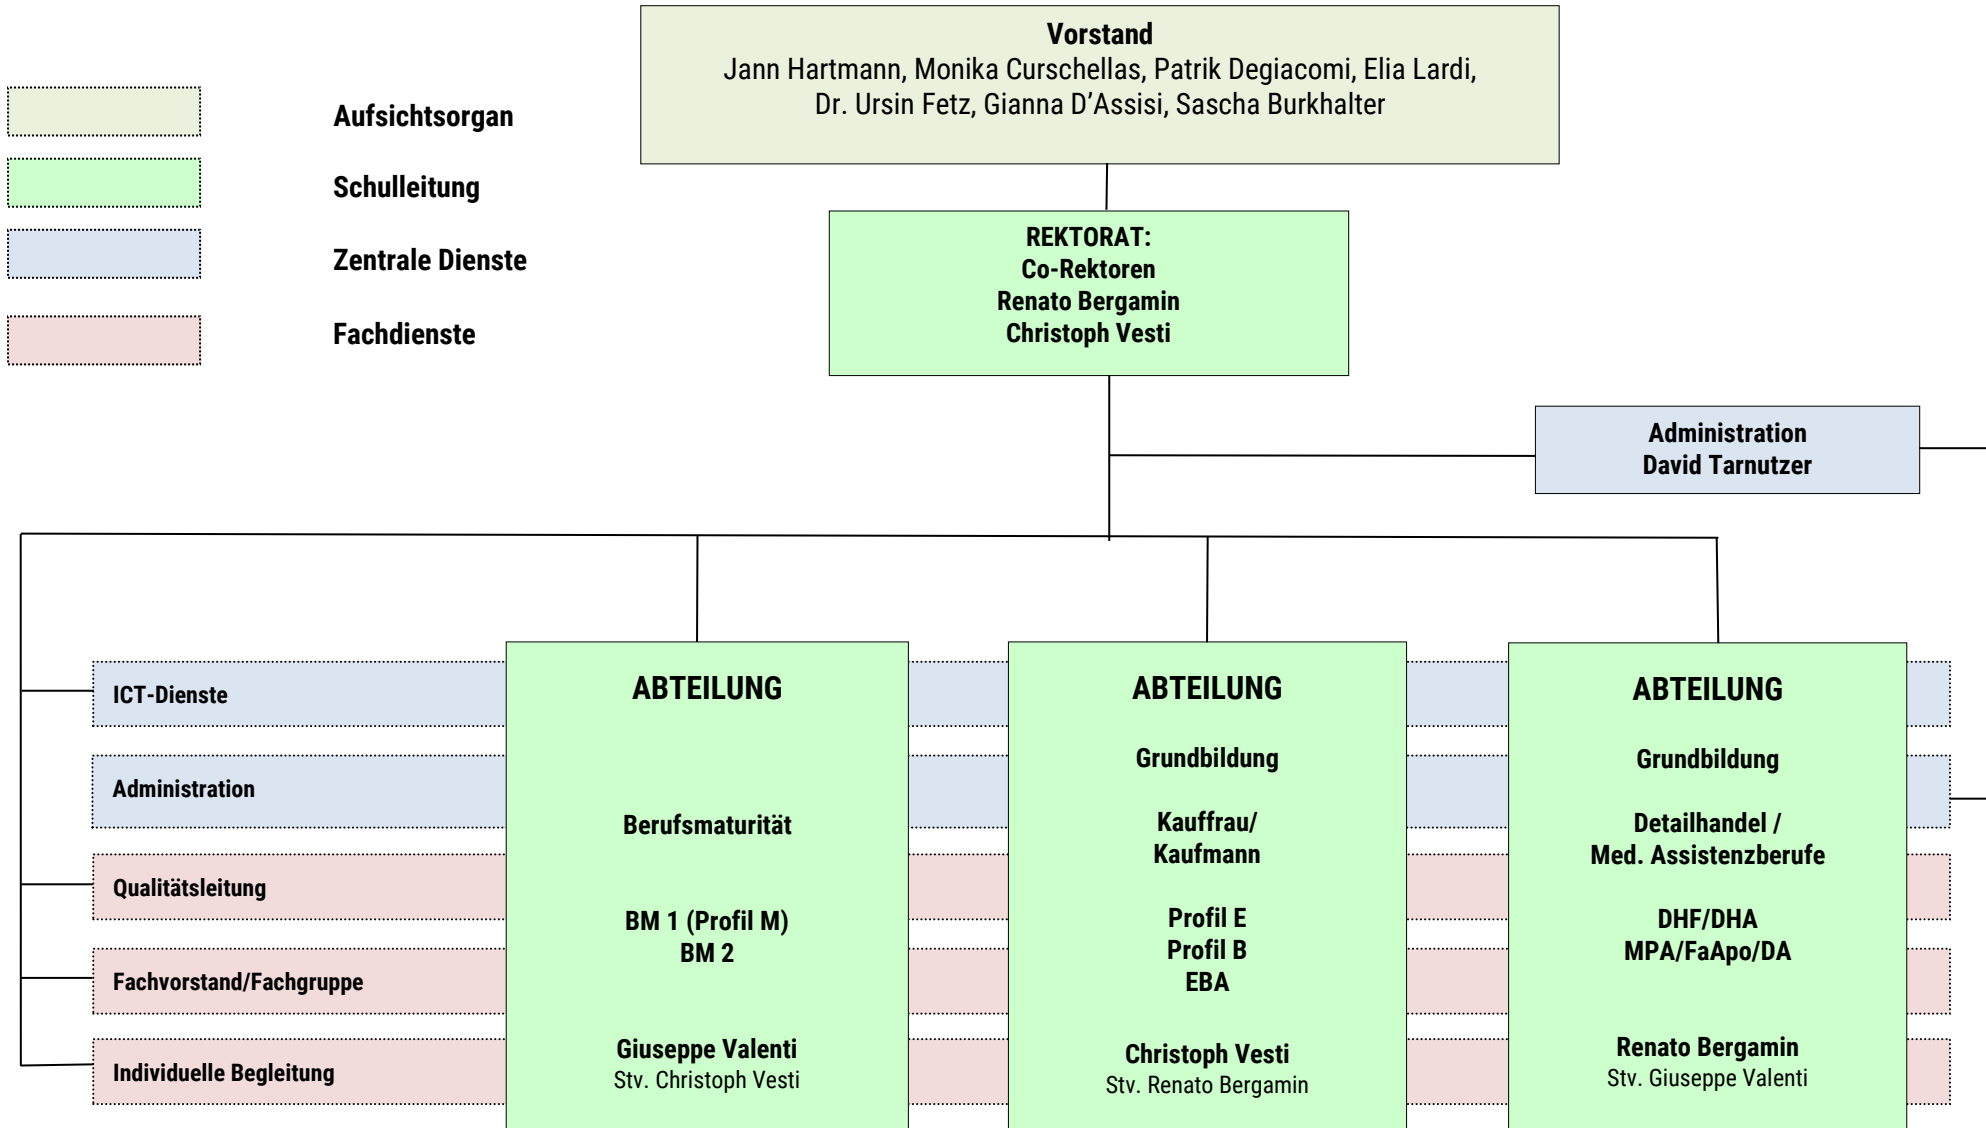 Vorstand
Jann Hartmann, Monika Curschellas, Patrik Degiacomi, Elia Lardi,
Dr. Ursin Fetz, Gianna D’Assisi, Sascha Burkhalter
Aufsichtsorgan
Schulleitung
Zentrale Dienste
Fachdienste
REKTORAT:
Co-Rektoren
Renato Bergamin
Christoph Vesti
Administration
David Tarnutzer
ICT-Dienste
Administration
Qualitätsleitung
Fachvorstand/Fachgruppe
Individuelle Begleitung
ABTEILUNG
Berufsmaturität
BM 1 (Profil M)
BM 2
Giuseppe Valenti
Stv. Christoph Vesti
ABTEILUNG
Grundbildung
Kauffrau/
Kaufmann
Profil E
Profil B
EBA
Christoph Vesti
Stv. Renato Bergamin
ABTEILUNG
Grundbildung
Detailhandel /
Med. Assistenzberufe
DHF/DHA
MPA/FaApo/DA
Renato Bergamin
Stv. Giuseppe Valenti